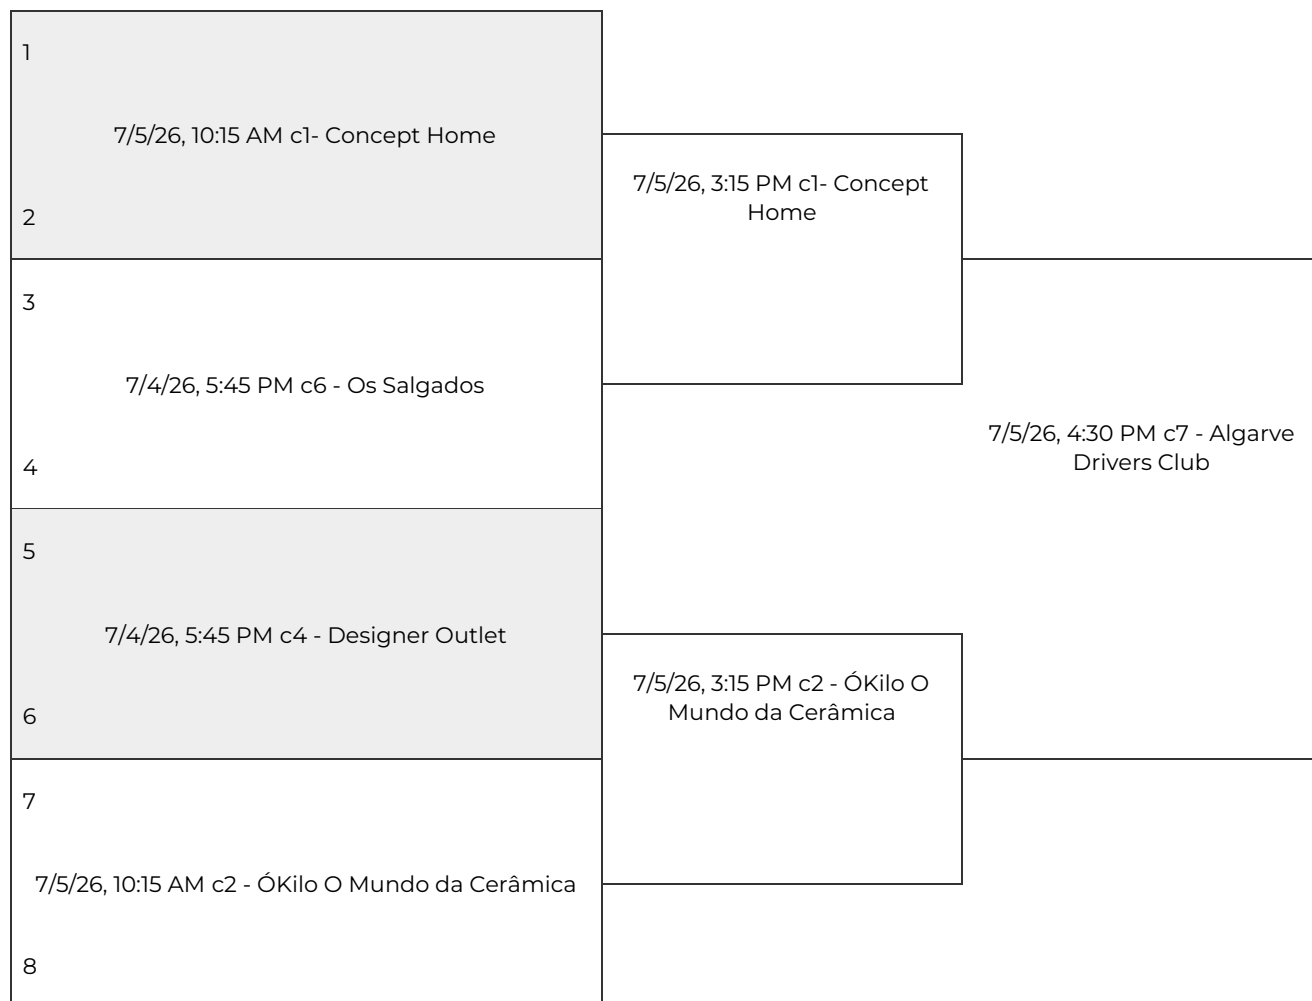 1
7/5/26, 10:15 AM c1- Concept Home
2
3
7/4/26, 5:45 PM c6 - Os Salgados
4
5
7/4/26, 5:45 PM c4 - Designer Outlet
6
7
7/5/26, 10:15 AM c2 - ÓKilo O Mundo da Cerâmica
8
7/5/26, 3:15 PM c1- Concept
Home
7/5/26, 3:15 PM c2 - ÓKilo O
Mundo da Cerâmica
7/5/26, 4:30 PM c7 - Algarve
Drivers Club